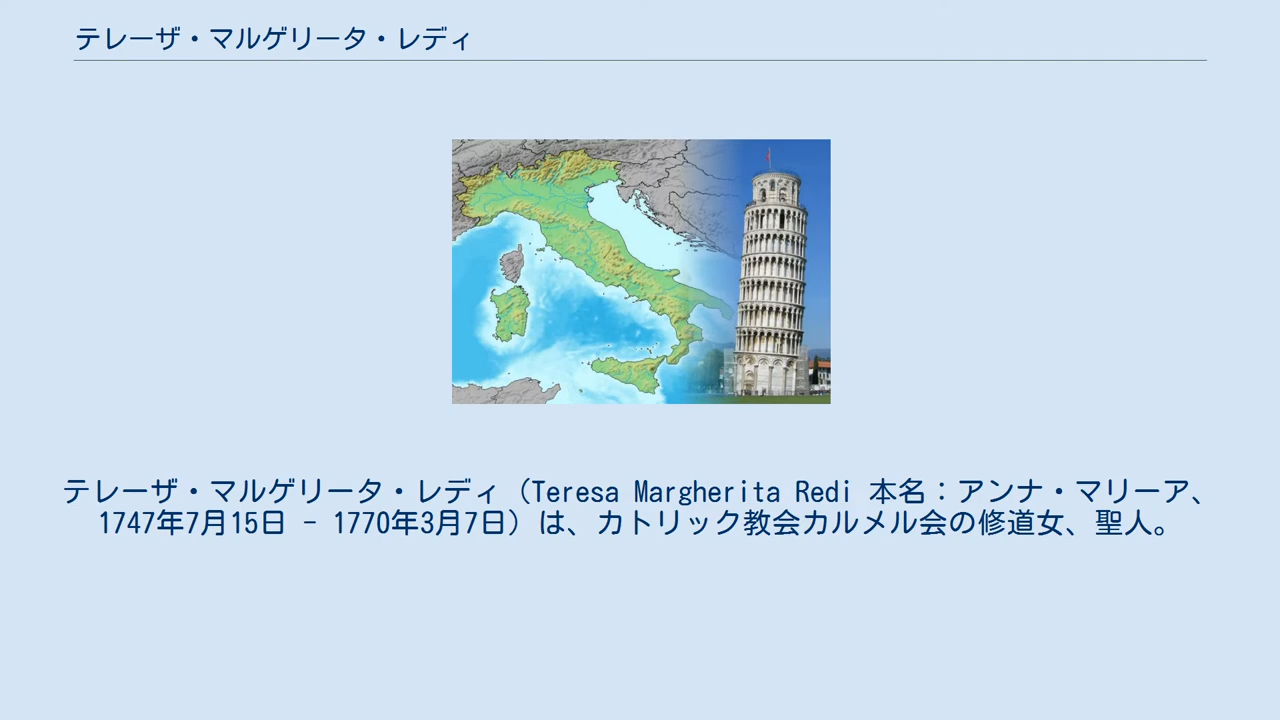 テレーザ・マルゲリータ・レディ
テレーザ・マルゲリータ・レディ（Teresa Margherita Redi 本名：アンナ・マリーア、
1747年7月15日 - 1770年3月7日）は、カトリック教会カルメル会の修道女、聖人。